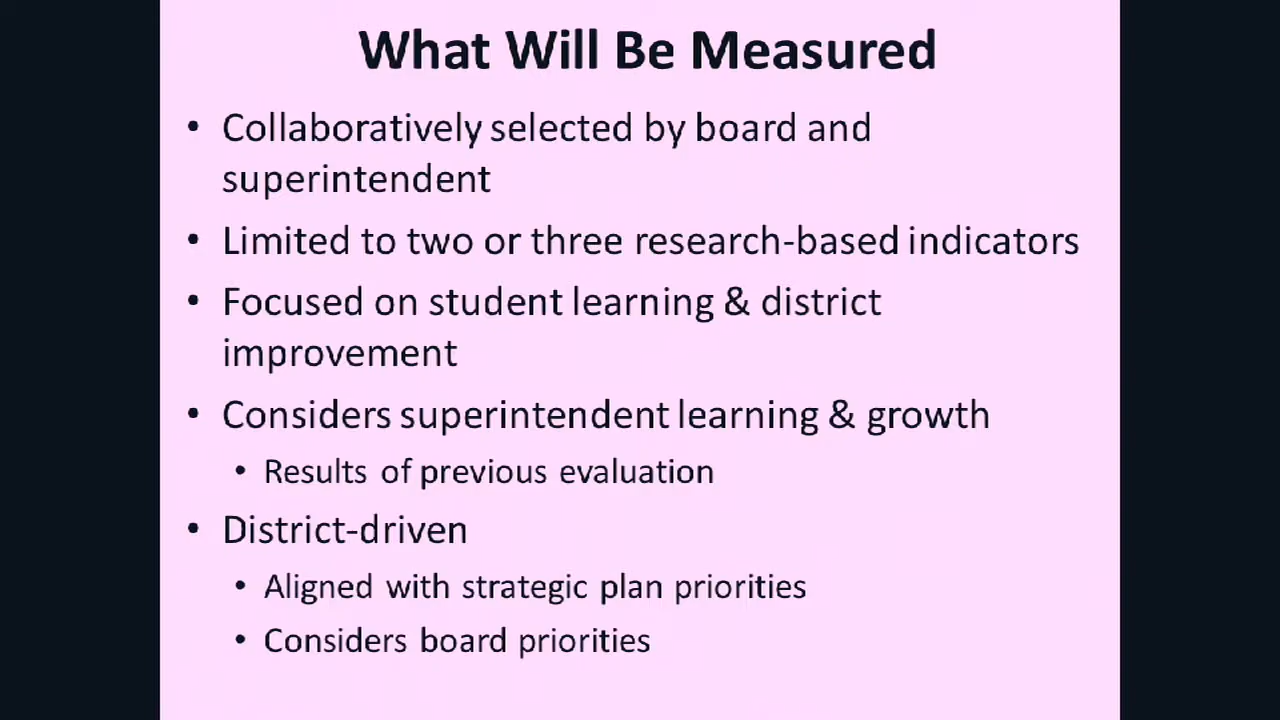 What Will Be Measured
• Collaboratively selected by board and
superintendent
• Limited to two or three research-based indicators
• Focused on student learning & district
improvement
• Considers superintendent learning & growth
• Results of previous evaluation
• District-driven
• Aligned with strategic plan priorities
• Considers board priorities